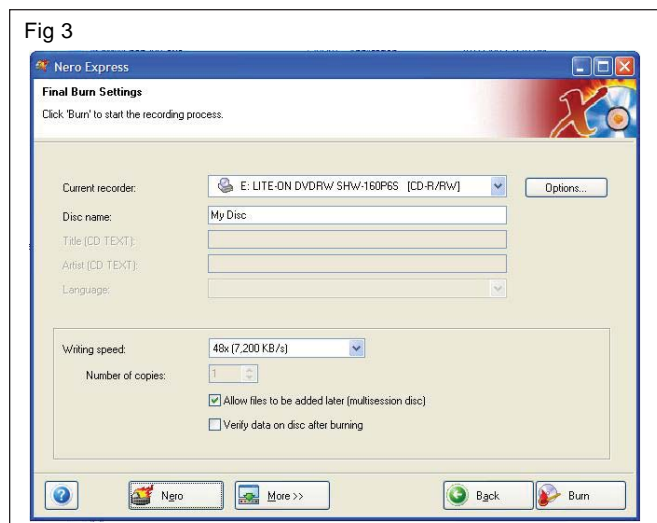 Fig 3
Nero Express
Final Burn Settings
Click 'Burn' to start the recording process.
Current recorder: E: LITE-ON DVDRW SHW-160P6S [CD-R/RW] Options...
Disc name: My Disc
Title (CD TEXT):
Artist (CD TEXT):
Language:
Writing speed: 48x (7,200 KB/s)
Number of copies: 1
Allow files to be added later (multisession disc)
Verify data on disc after burning
Nero More >> Back Burn